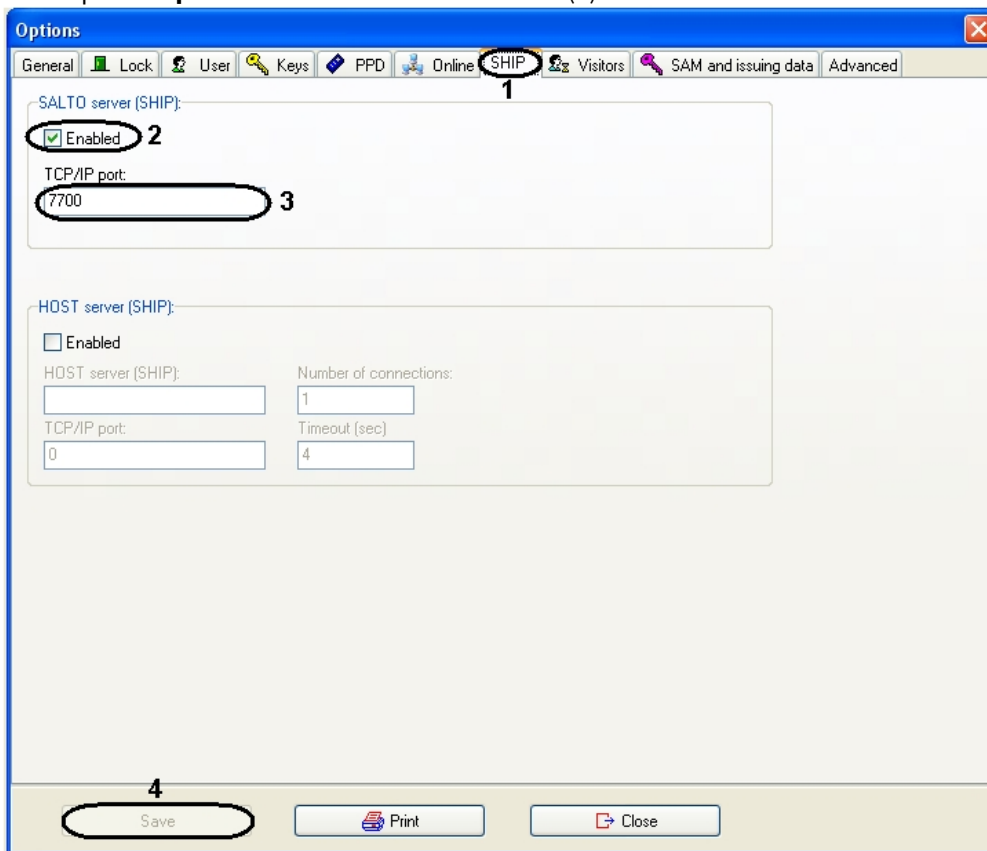 Options
General Lock User Keys PPD Online SHIP Visitors SAM and issuing data Advanced
1
SALTO server (SHIP):
Enabled 2
TCP/IP port:
7700 3
HOST server (SHIP):
Enabled
HOST server (SHIP): Number of connections:
1
TCP/IP port: Timeout (sec)
0 4
4
Save Print Close